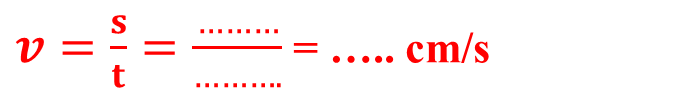 v = s/t = ………/………. = ….. cm/s